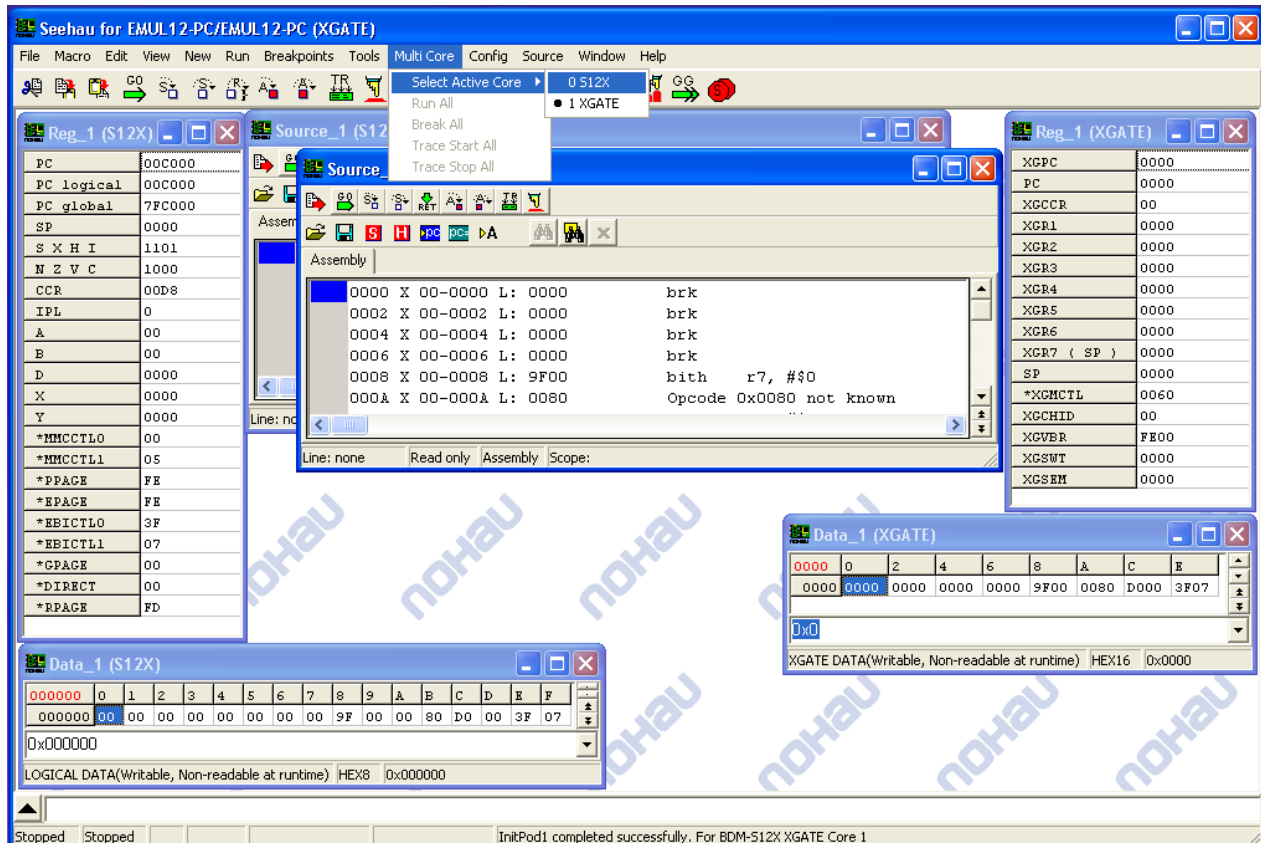 Seehau for EMUL12-PC/EMUL12-PC (XGATE)
File Macro Edit View New Run Breakpoints Tools Multi Core Config Source Window Help
Select Active Core
Run All
Break All
Trace Start All
Trace Stop All
0 S12X
1 XGATE
Reg_1 (S12X)
PC 00C000
PC logical 00C000
PC global 7FC000
SP 0000
S X H I 1101
N Z V C 1000
CCR 00D8
IPL 0
A 00
B 00
D 0000
X 0000
Y 0000
*MMCCTL0 00
*MMCCTL1 05
*PPAGE FE
*EPAGE FE
*EBICTL0 3F
*EBICTL1 07
*GPAGE 00
*DIRECT 00
*RPAGE FD
Source_1 (S12
Assem
Line: no
Source_
Assembly
0000 X 00-0000 L: 0000 brk
0002 X 00-0002 L: 0000 brk
0004 X 00-0004 L: 0000 brk
0006 X 00-0006 L: 0000 brk
0008 X 00-0008 L: 9F00 bith r7, #$0
000A X 00-000A L: 0080 Opcode 0x0080 not known
Line: none Read only Assembly Scope:
Reg_1 (XGATE)
XGPC 0000
PC 0000
XGCCR 00
XGR1 0000
XGR2 0000
XGR3 0000
XGR4 0000
XGR5 0000
XGR6 0000
XGR7 ( SP ) 0000
SP 0000
*XGMCTL 0060
XGCHID 00
XGVBR FE00
XGSWT 0000
XGSEM 0000
Data_1 (XGATE)
0000 0 2 4 6 8 A C E
0000 0000 0000 0000 0000 9F00 0080 D000 3F07
0x0
XGATE DATA(Writable, Non-readable at runtime) HEX16 0x0000
Data_1 (S12X)
000000 0 1 2 3 4 5 6 7 8 9 A B C D E F
000000 00 00 00 00 00 00 00 00 9F 00 00 80 D0 00 3F 07
0x000000
LOGICAL DATA(Writable, Non-readable at runtime) HEX8 0x000000
nohau nohau nohau
nohau nohau nohau nohau
Stopped Stopped InitPod1 completed successfully. For BDM-S12X XGATE Core 1